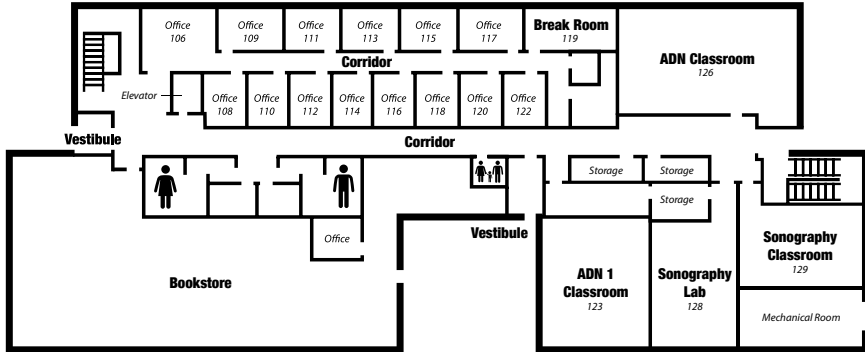 Office
106
Office
109
Office
111
Office
113
Office
115
Office
117
Break Room
119
Corridor
ADN Classroom
126
Elevator
Office
108
Office
110
Office
112
Office
114
Office
116
Office
118
Office
120
Office
122
Vestibule
Corridor
Storage
Storage
Storage
Office
Vestibule
Bookstore
ADN 1
Classroom
123
Sonography
Lab
128
Sonography
Classroom
129
Mechanical Room